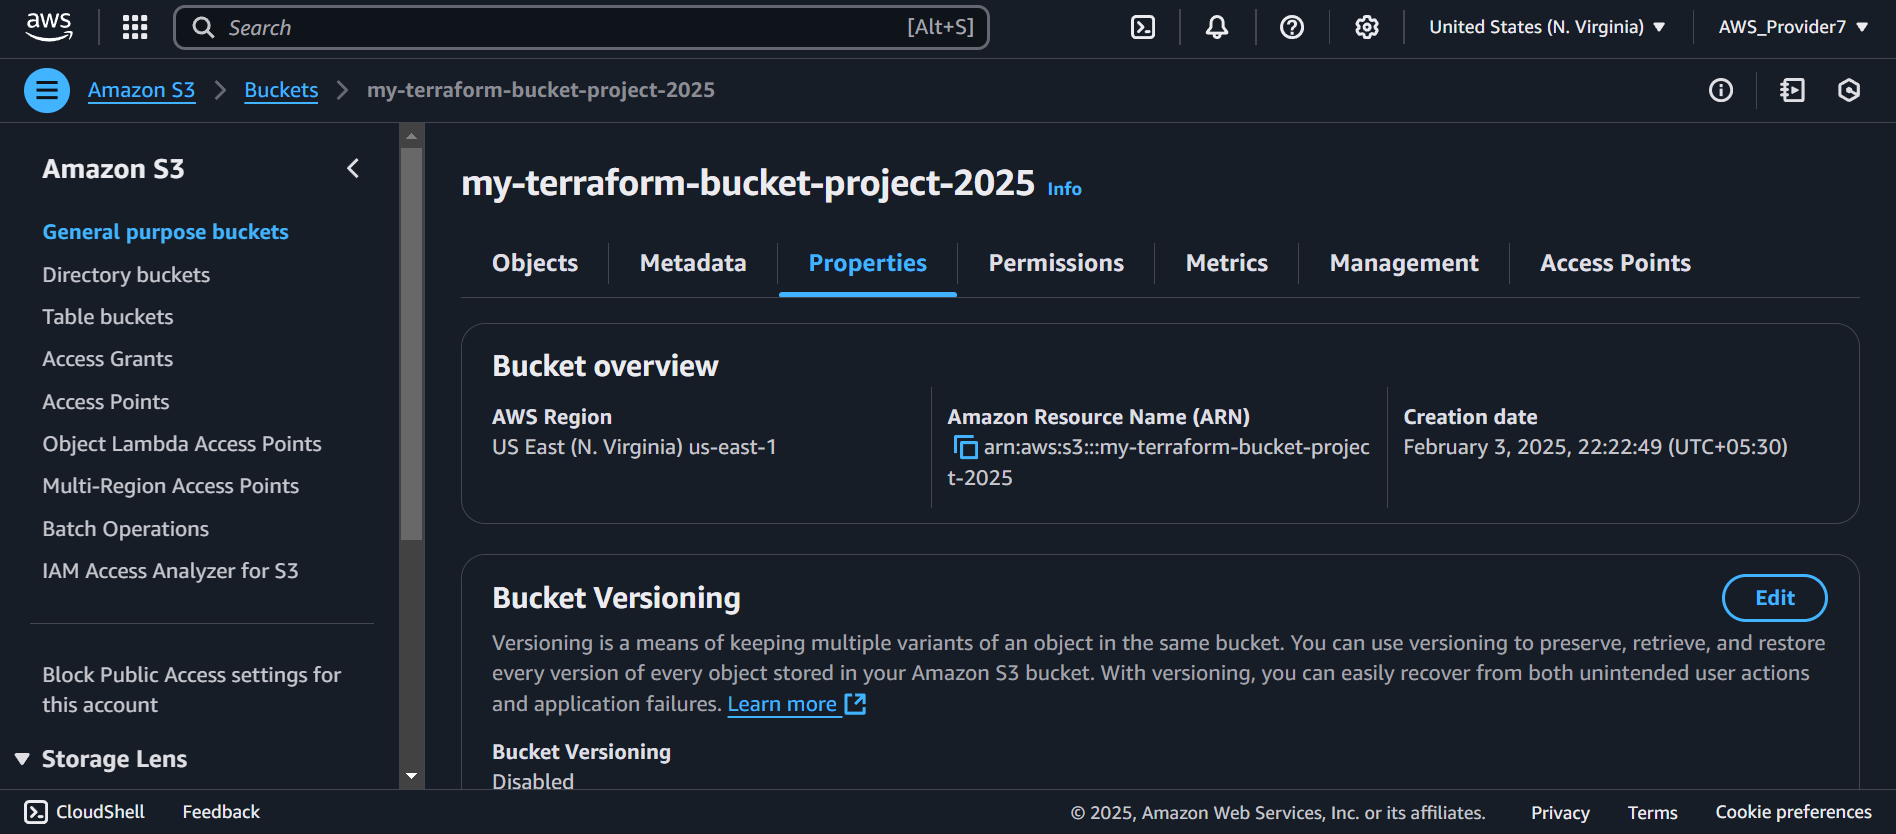 aws
Search [Alt+S]
United States (N. Virginia)
AWS_Provider7
Amazon S3
Buckets
my-terraform-bucket-project-2025
Amazon S3
General purpose buckets
Directory buckets
Table buckets
Access Grants
Access Points
Object Lambda Access Points
Multi-Region Access Points
Batch Operations
IAM Access Analyzer for S3
Block Public Access settings for
this account
Storage Lens
my-terraform-bucket-project-2025 Info
Objects
Metadata
Properties
Permissions
Metrics
Management
Access Points
Bucket overview
AWS Region
US East (N. Virginia) us-east-1
Amazon Resource Name (ARN)
arn:aws:s3:::my-terraform-bucket-projec
t-2025
Creation date
February 3, 2025, 22:22:49 (UTC+05:30)
Bucket Versioning
Edit
Versioning is a means of keeping multiple variants of an object in the same bucket. You can use versioning to preserve, retrieve, and restore
every version of every object stored in your Amazon S3 bucket. With versioning, you can easily recover from both unintended user actions
and application failures. Learn more
Bucket Versioning
Disabled
CloudShell
Feedback
© 2025, Amazon Web Services, Inc. or its affiliates.
Privacy
Terms
Cookie preferences